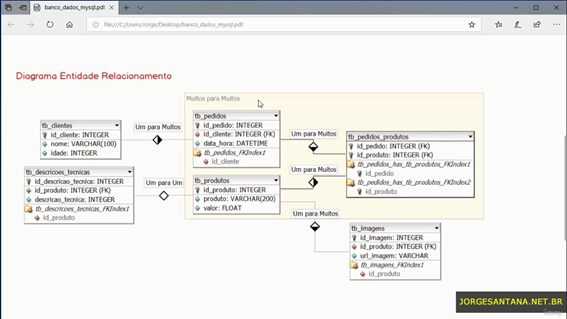 banco_dados_mysql.pdf
file:///C:/Users/Jorge/Desktop/banco_dados_mysql.pdf
Diagrama Entidade Relacionamento
Muitos para Muitos
tb_clientes
id_cliente: INTEGER
nome: VARCHAR(100)
idade: INTEGER
Um para Muitos
tb_pedidos
id_pedido: INTEGER
id_cliente: INTEGER (FK)
data_hora: DATETIME
tb_pedidos_FKIndex1
id_cliente
Um para Muitos
tb_pedidos_produtos
id_pedido: INTEGER (FK)
id_produto: INTEGER (FK)
tb_pedidos_has_tb_produtos_FKIndex1
id_pedido
tb_pedidos_has_tb_produtos_FKIndex2
id_produto
tb_descricoes_tecnicas
id_descricao_tecnica: INTEGER
id_produto: INTEGER (FK)
descricao_tecnica: INTEGER
tb_descricoes_tecnicas_FKIndex1
id_produto
Um para Um
tb_produtos
id_produto: INTEGER
produto: VARCHAR(200)
valor: FLOAT
Um para Muitos
Um para Muitos
tb_imagens
id_imagem: INTEGER
id_produto: INTEGER (FK)
url_imagem: VARCHAR
tb_imagens_FKIndex1
id_produto
JORGESANTANA.NET.BR